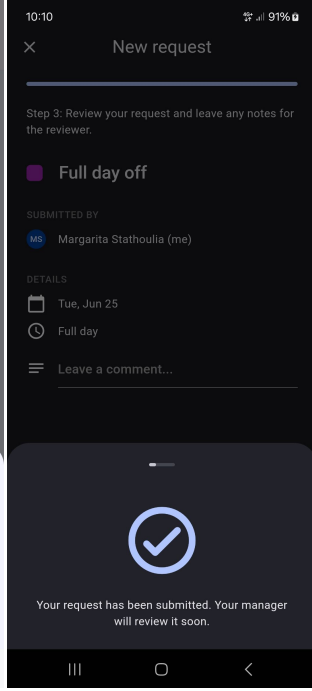 10:10
4G+ 91%
New request
Step 3: Review your request and leave any notes for
the reviewer.
Full day off
SUBMITTED BY
MS Margarita Stathoulia (me)
DETAILS
Tue, Jun 25
Full day
Leave a comment...
Your request has been submitted. Your manager
will review it soon.